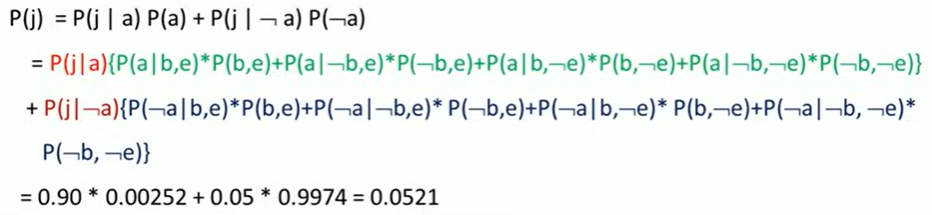 P(j) = P(j | a) P(a) + P(j | ¬ a) P(¬a)
= P(j|a){P(a|b,e)*P(b,e)+P(a|¬b,e)*P(¬b,e)+P(a|b,¬e)*P(b,¬e)+P(a|¬b,¬e)*P(¬b,¬e)}
+ P(j|¬a){P(¬a|b,e)*P(b,e)+P(¬a|¬b,e)* P(¬b,e)+P(¬a|b,¬e)* P(b,¬e)+P(¬a|¬b, ¬e)*
P(¬b, ¬e)}
= 0.90 * 0.00252 + 0.05 * 0.9974 = 0.0521